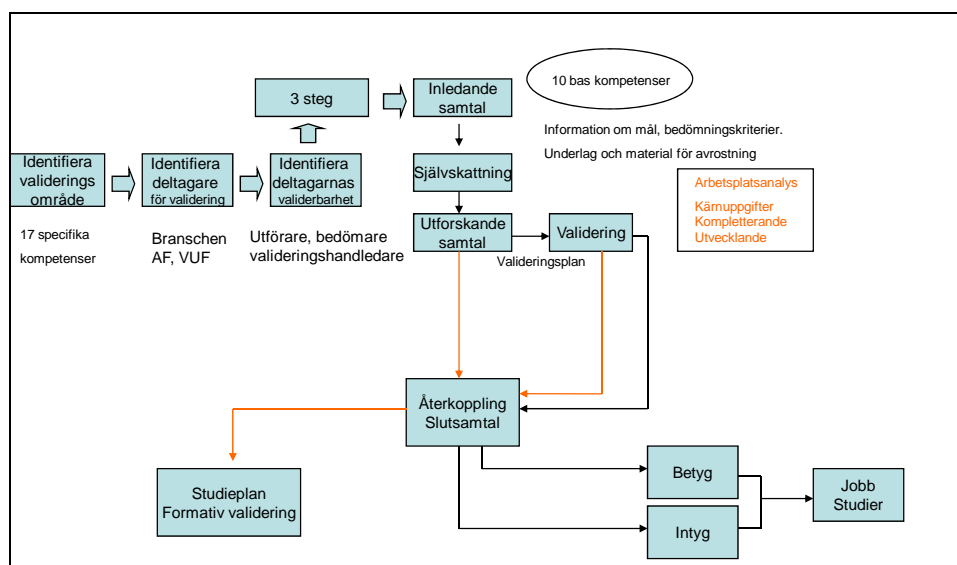 3 steg
Inledande
samtal
10 bas kompetenser
Information om mål, bedömningskriterier.
Underlag och material för avrostning
Identifiera
validerings
område
Identifiera
deltagare
för validering
Identifiera
deltagarnas
validerbarhet
Självskattning
Arbetsplatsanalys
Kärnuppgifter
Kompletterande
Utvecklande
17 specifika
kompetenser
Branschen
AF, VUF
Utförare, bedömare
valideringshandledare
Utforskande
samtal
Validering
Valideringsplan
Återkoppling
Slutsamtal
Studieplan
Formativ validering
Betyg
Intyg
Jobb
Studier